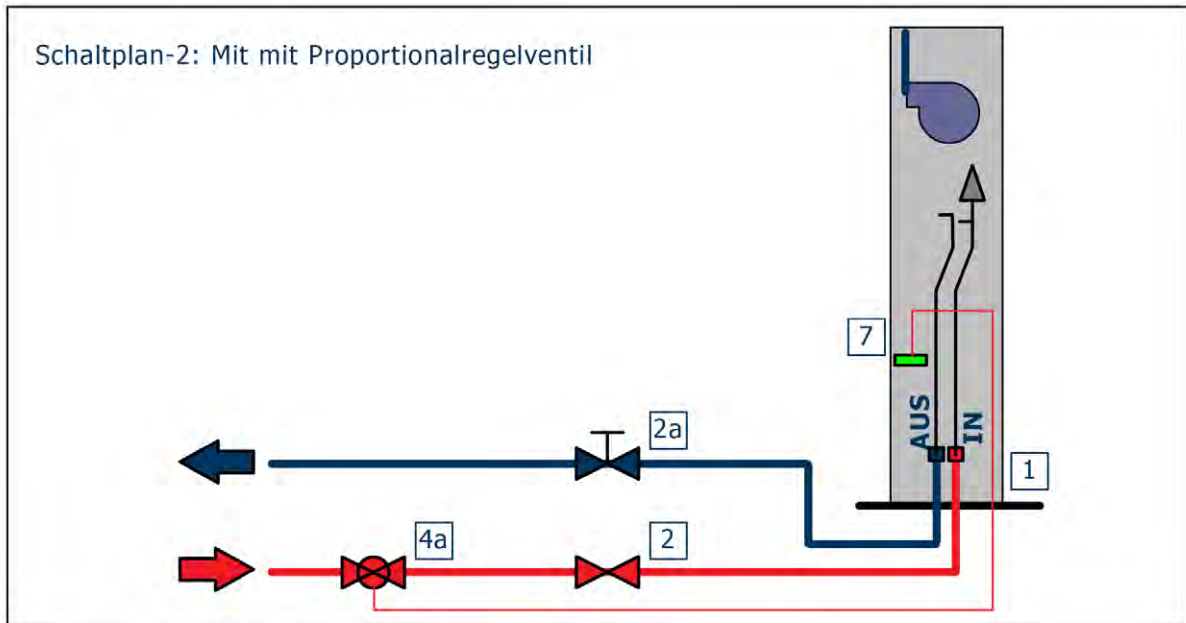 Schaltplan-2: Mit mit Proportionalregelventil
7
AUS
IN
2a
1
4a
2